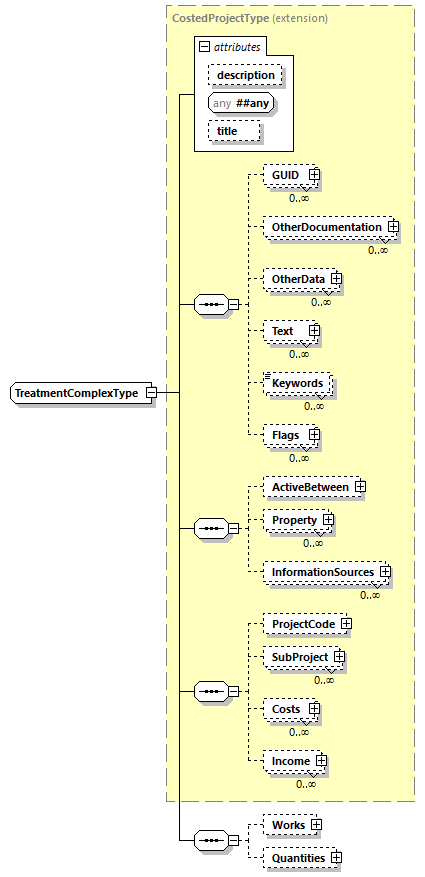 CostedProjectType (extension)
attributes
description
any ##any
title
GUID
0..∞
OtherDocumentation
0..∞
OtherData
0..∞
Text
0..∞
TreatmentComplexType
Keywords
0..∞
Flags
0..∞
ActiveBetween
Property
0..∞
InformationSources
0..∞
ProjectCode
SubProject
0..∞
Costs
0..∞
Income
0..∞
Works
Quantities